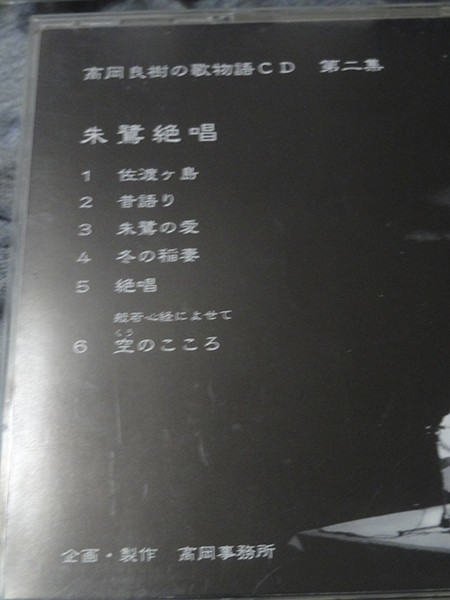 高岡良樹の歌物語CD 第二集
朱鷺絶唱
1 佐渡ヶ島
2 昔語り
3 朱鷺の愛
4 冬の稲妻
5 絶唱
般若心経によせて
くう
6 空のこころ
企画・製作 高岡事務所